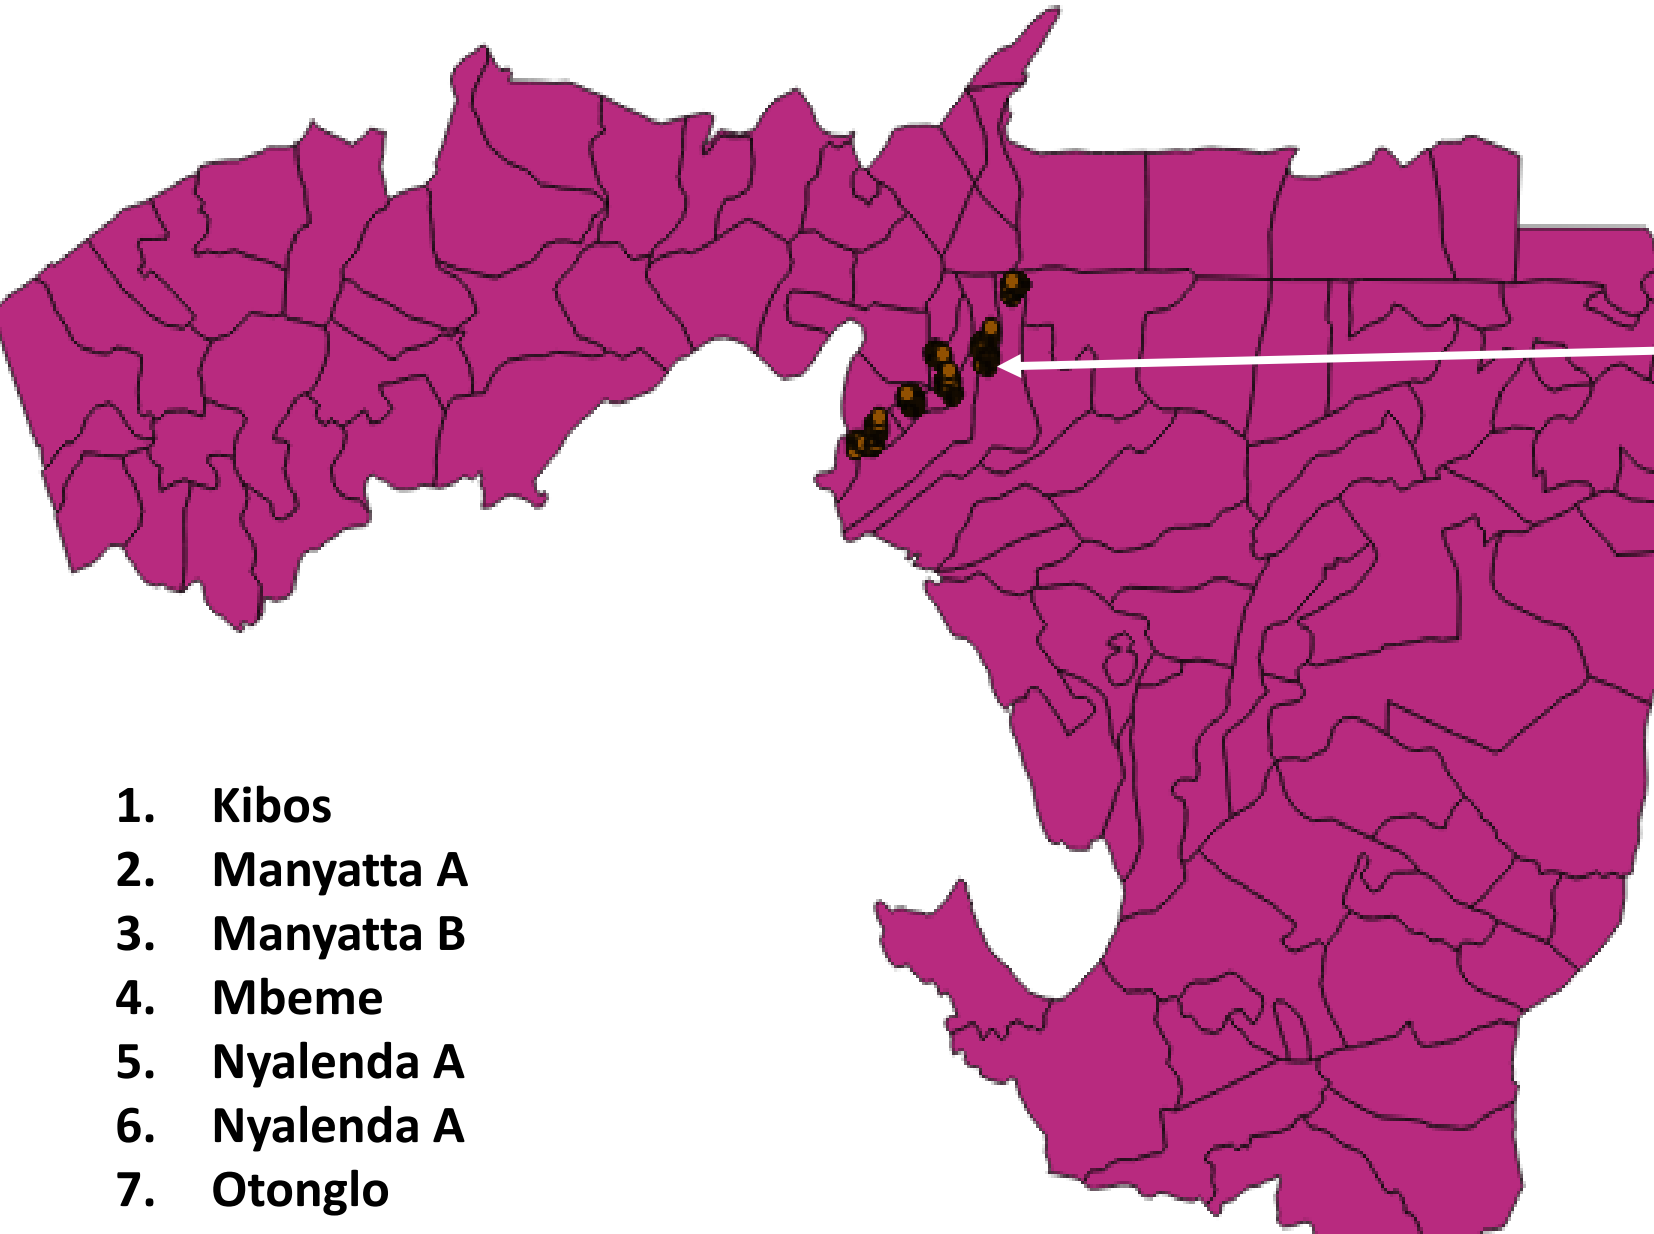 1. Kibos
2. Manyatta A
3. Manyatta B
4. Mbeme
5. Nyalenda A
6. Nyalenda A
7. Otonglo